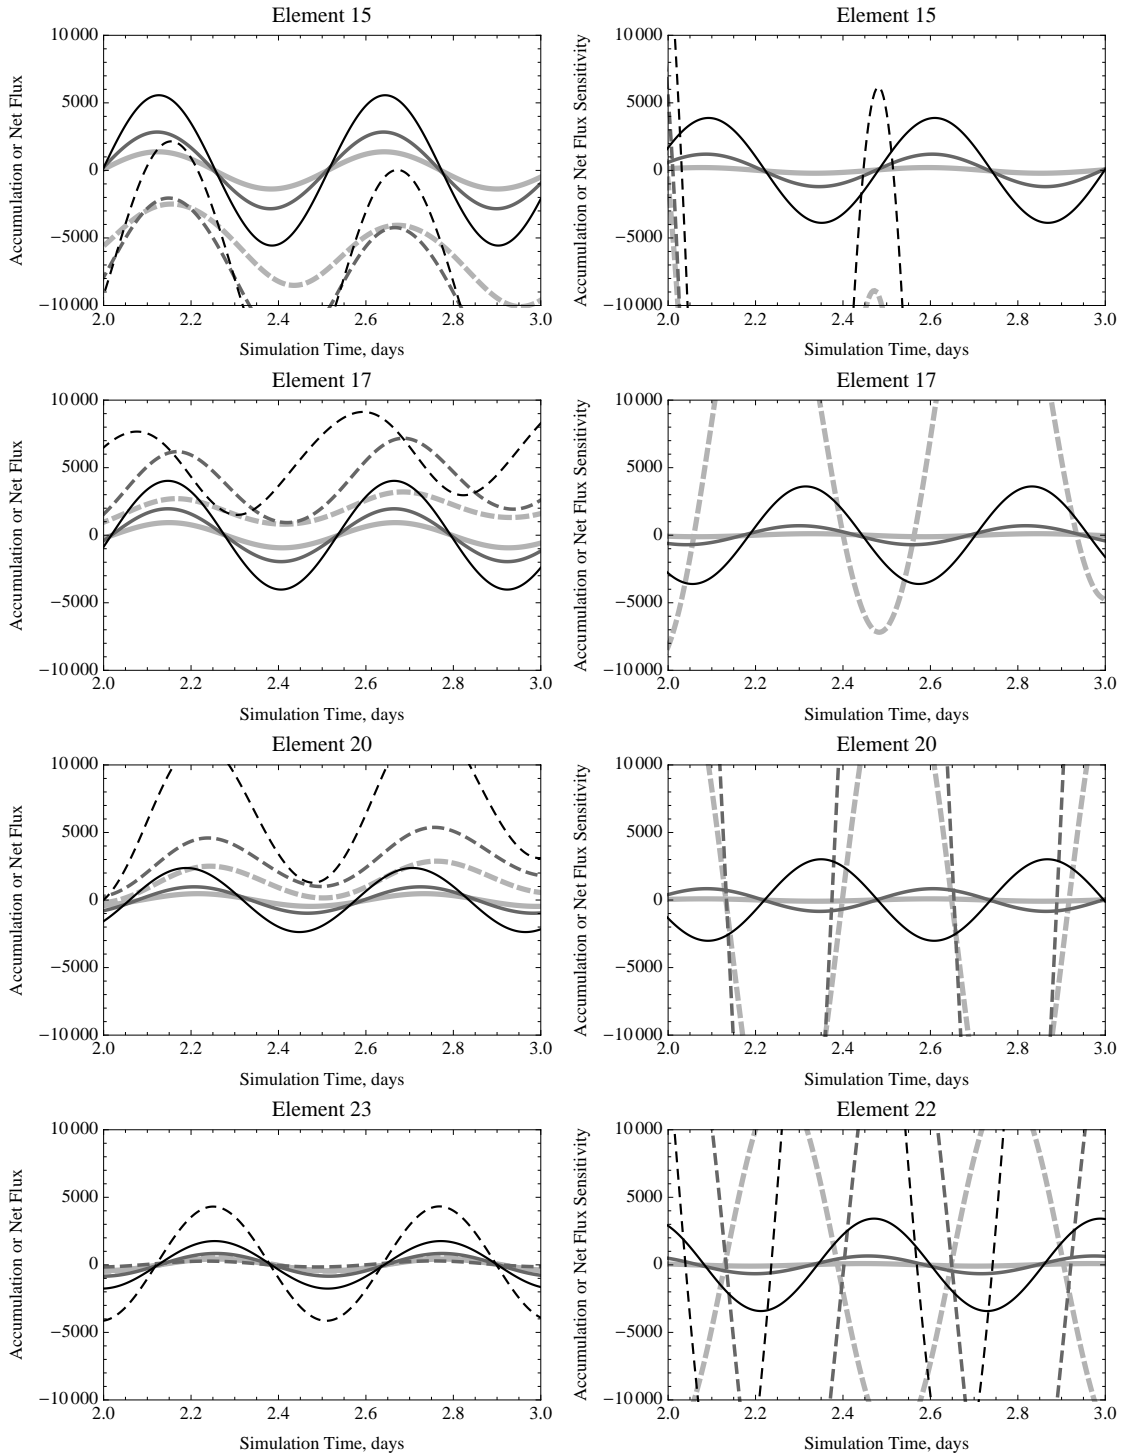 Element 15
Accumulation or Net Flux
10 000
5000
0
−5000
−10 000
2.0 2.2 2.4 2.6 2.8 3.0
Simulation Time, days
Element 15
Accumulation or Net Flux Sensitivity
10 000
5000
0
−5000
−10 000
2.0 2.2 2.4 2.6 2.8 3.0
Simulation Time, days
Element 17
Accumulation or Net Flux
10 000
5000
0
−5000
−10 000
2.0 2.2 2.4 2.6 2.8 3.0
Simulation Time, days
Element 17
Accumulation or Net Flux Sensitivity
10 000
5000
0
−5000
−10 000
2.0 2.2 2.4 2.6 2.8 3.0
Simulation Time, days
Element 20
Accumulation or Net Flux
10 000
5000
0
−5000
−10 000
2.0 2.2 2.4 2.6 2.8 3.0
Simulation Time, days
Element 20
Accumulation or Net Flux Sensitivity
10 000
5000
0
−5000
−10 000
2.0 2.2 2.4 2.6 2.8 3.0
Simulation Time, days
Element 23
Accumulation or Net Flux
10 000
5000
0
−5000
−10 000
2.0 2.2 2.4 2.6 2.8 3.0
Simulation Time, days
Element 22
Accumulation or Net Flux Sensitivity
10 000
5000
0
−5000
−10 000
2.0 2.2 2.4 2.6 2.8 3.0
Simulation Time, days